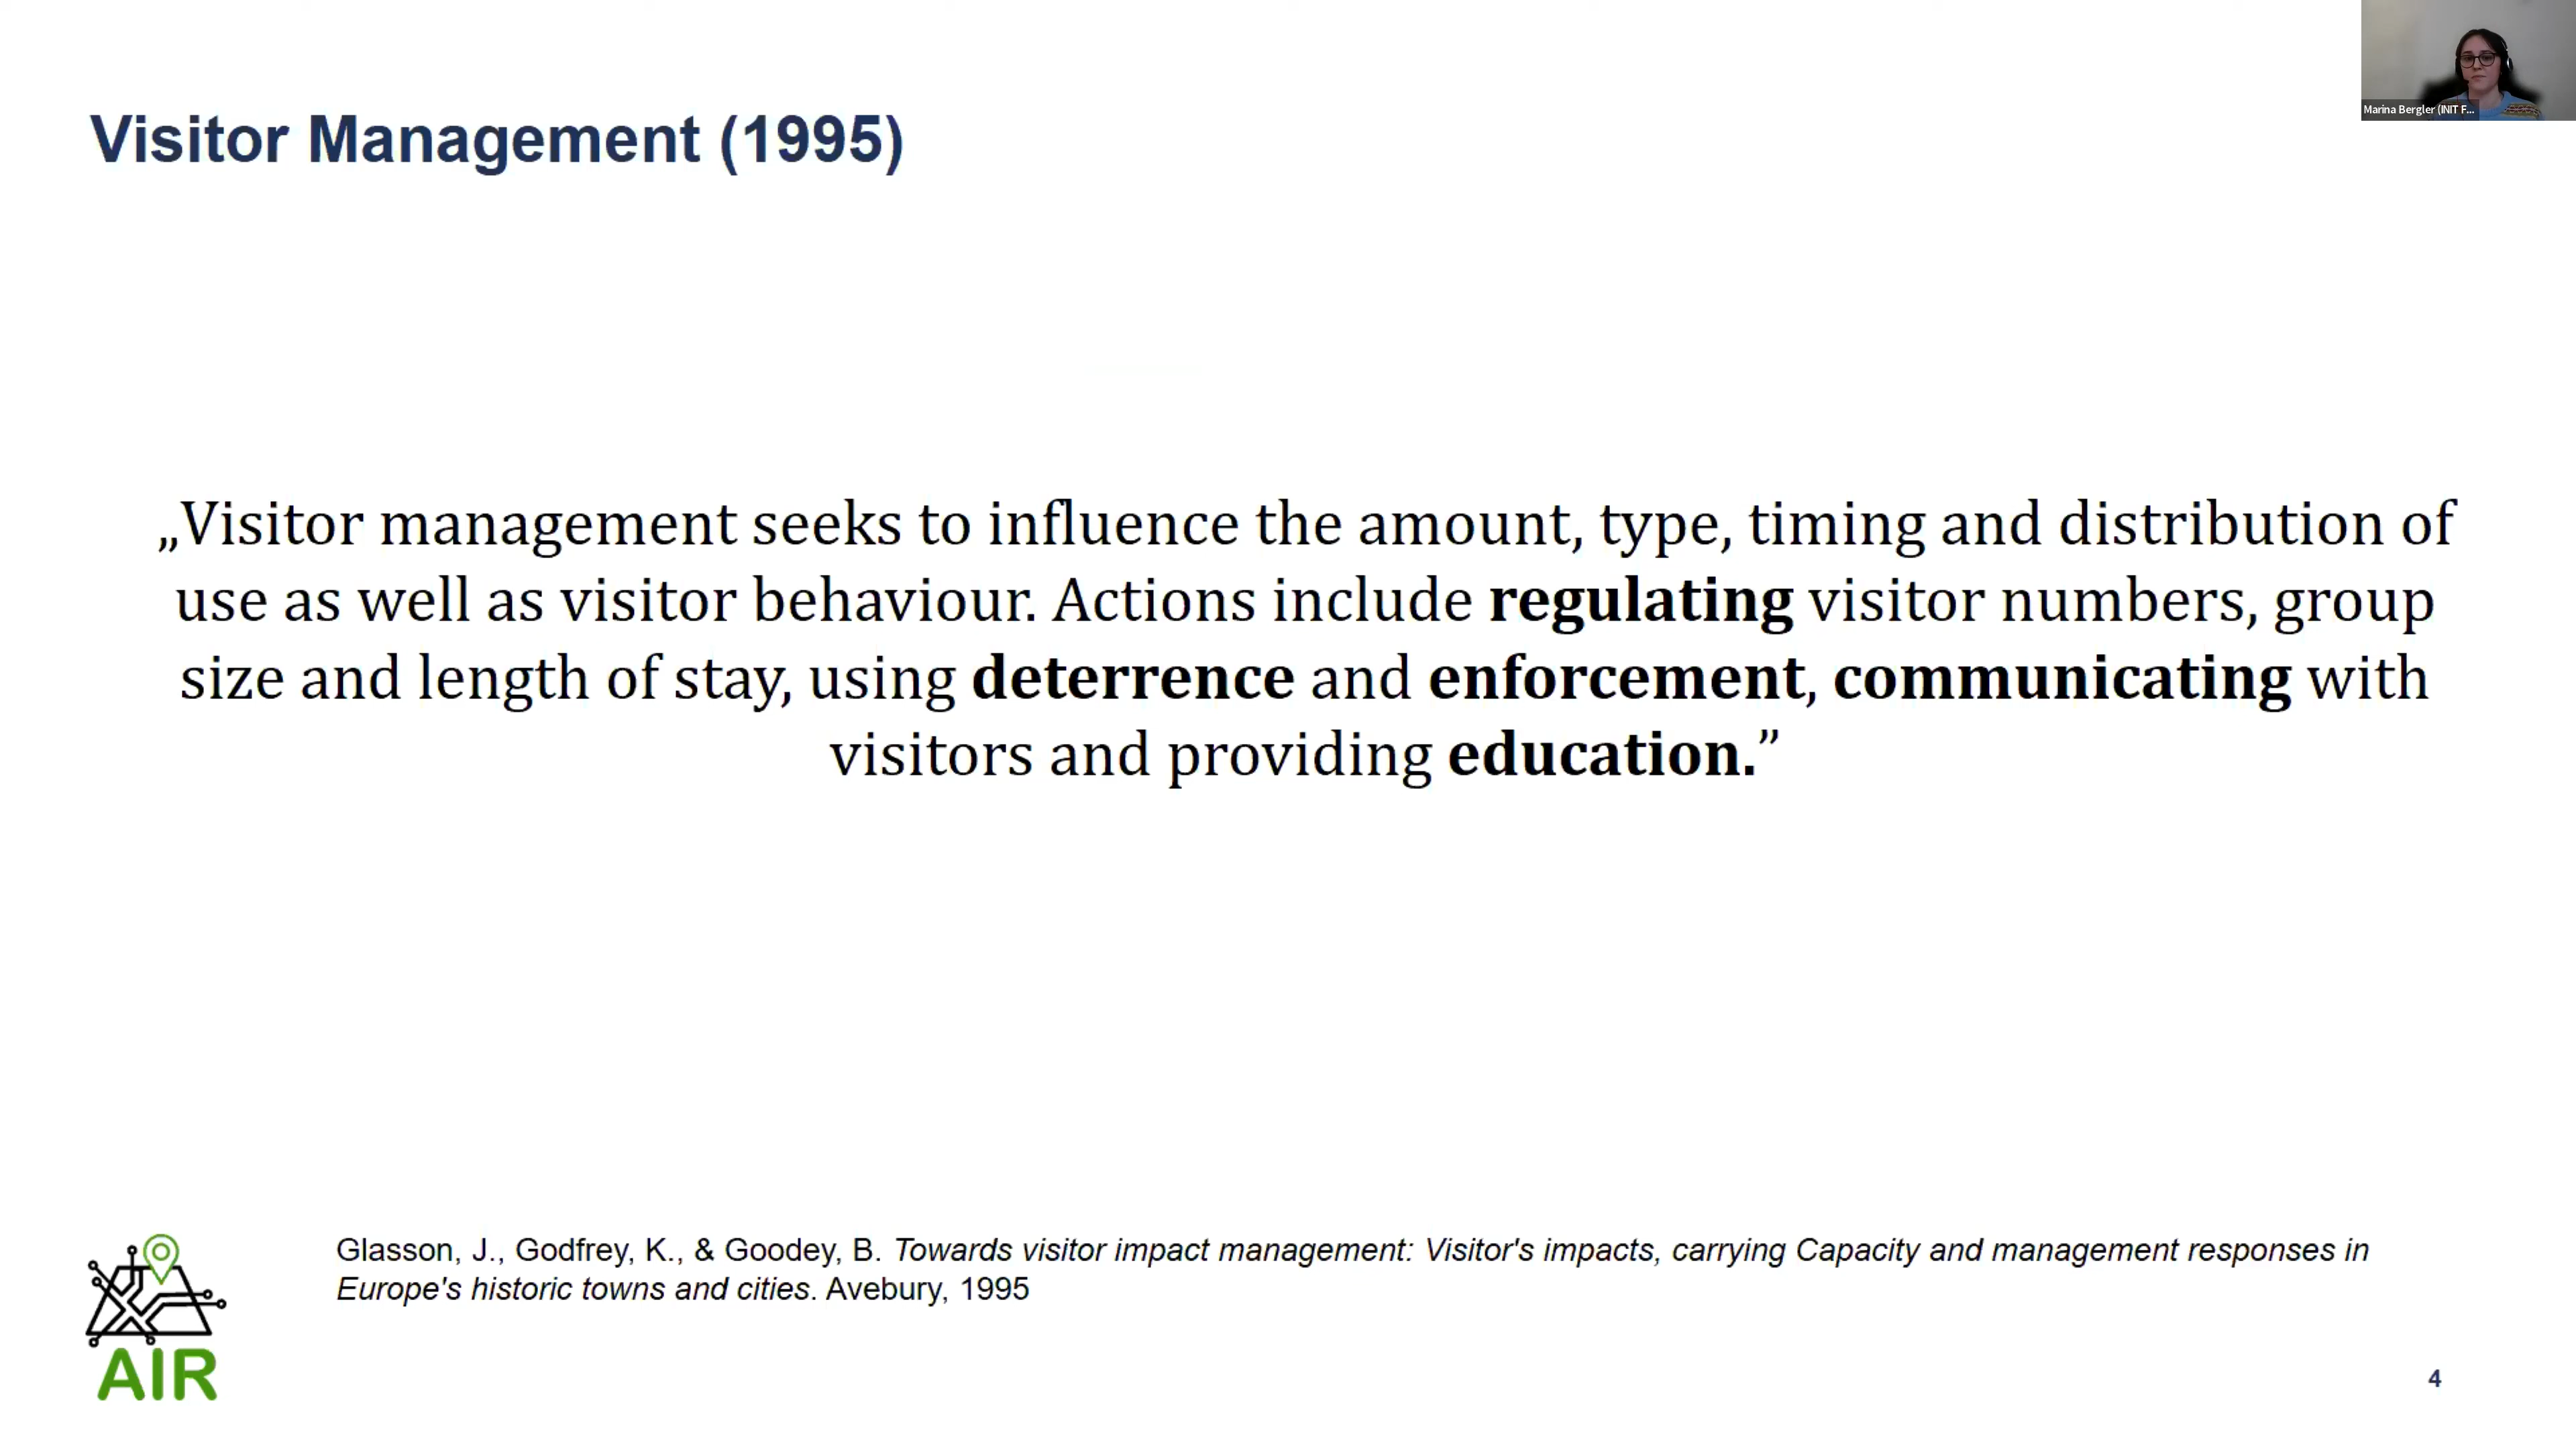 Marina Bergler (INIT F...
Visitor Management (1995)
„Visitor management seeks to influence the amount, type, timing and distribution of
use as well as visitor behaviour. Actions include regulating visitor numbers, group
size and length of stay, using deterrence and enforcement, communicating with
visitors and providing education.”
Glasson, J., Godfrey, K., & Goodey, B. Towards visitor impact management: Visitor's impacts, carrying Capacity and management responses in
Europe's historic towns and cities. Avebury, 1995
AIR
4